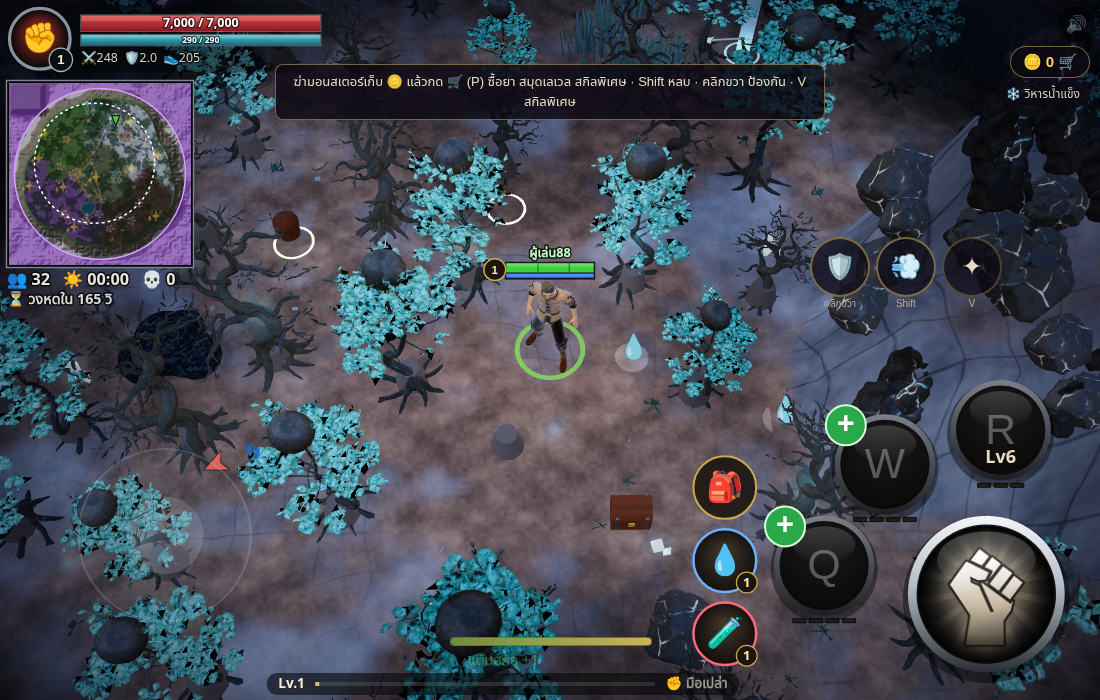 7,000 / 7,000
290 / 290
1
248 2.0 205
ฆ่ามอนสเตอร์เก็บ 🪙 แล้วกด 🛒 (P) ซื้อยา สมุดเลเวล สกิลพิเศษ · Shift หลบ · คลิกขวา ป้องกัน · V
สกิลพิเศษ
0
วิหารน้ำแข็ง
ผู้เล่น88
1
32 00:00 0
วงหดใน 165 วิ
คลิกขวา
Shift
V
R
Lv6
+
W
+
Q
1
1
Lv.1
มือเปล่า